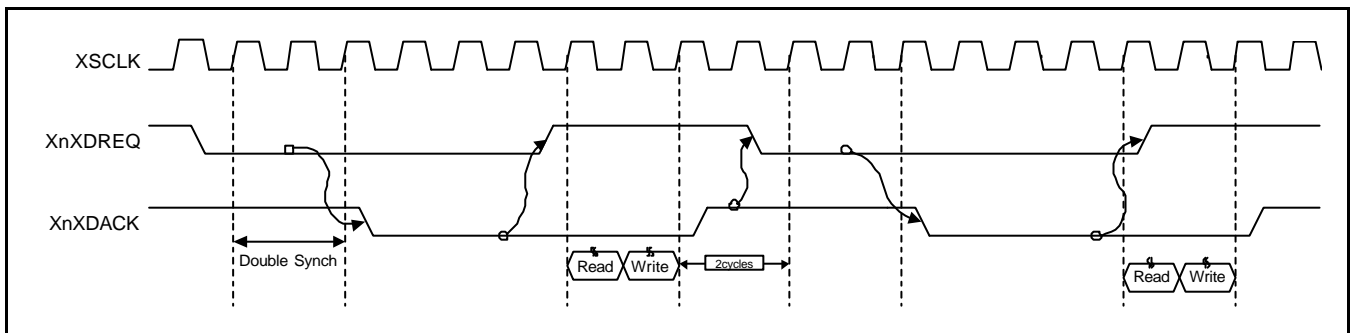 XSCLK
XnXDREQ
XnXDACK
Double Synch
Read Write
2cycles
Read Write